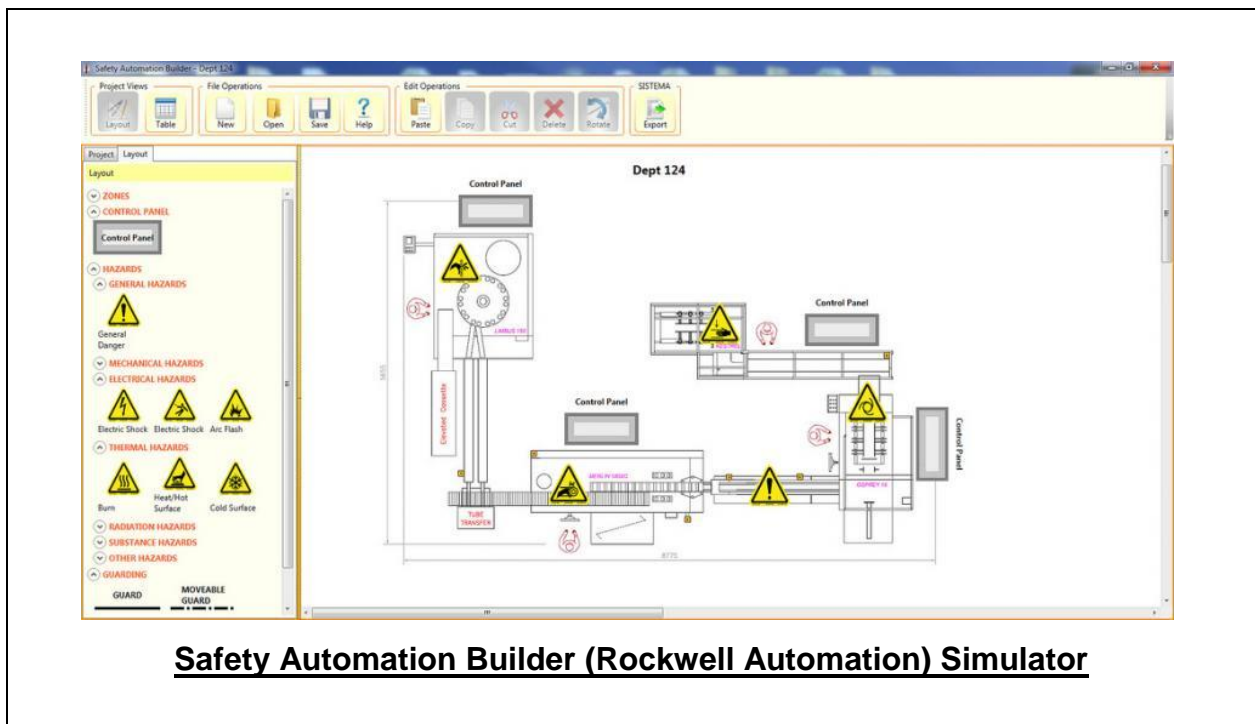 Safety Automation Builder - Dept 124
Project Views
File Operations
Edit Operations
SISTEMA
Layout
Table
New
Open
Save
Help
Paste
Copy
Cut
Delete
Rotate
Export
Project
Layout
Layout
ZONES
CONTROL PANEL
Control Panel
HAZARDS
GENERAL HAZARDS
General
Danger
MECHANICAL HAZARDS
ELECTRICAL HAZARDS
Electric Shock
Electric Shock
Arc Flash
THERMAL HAZARDS
Burn
Heat/Hot
Surface
Cold Surface
RADIATION HAZARDS
SUBSTANCE HAZARDS
OTHER HAZARDS
GUARDING
GUARD
MOVEABLE
GUARD
Dept 124
Control Panel
Control Panel
Control Panel
Control Panel
TUBE
TRANSFER
8770
Safety Automation Builder (Rockwell Automation) Simulator